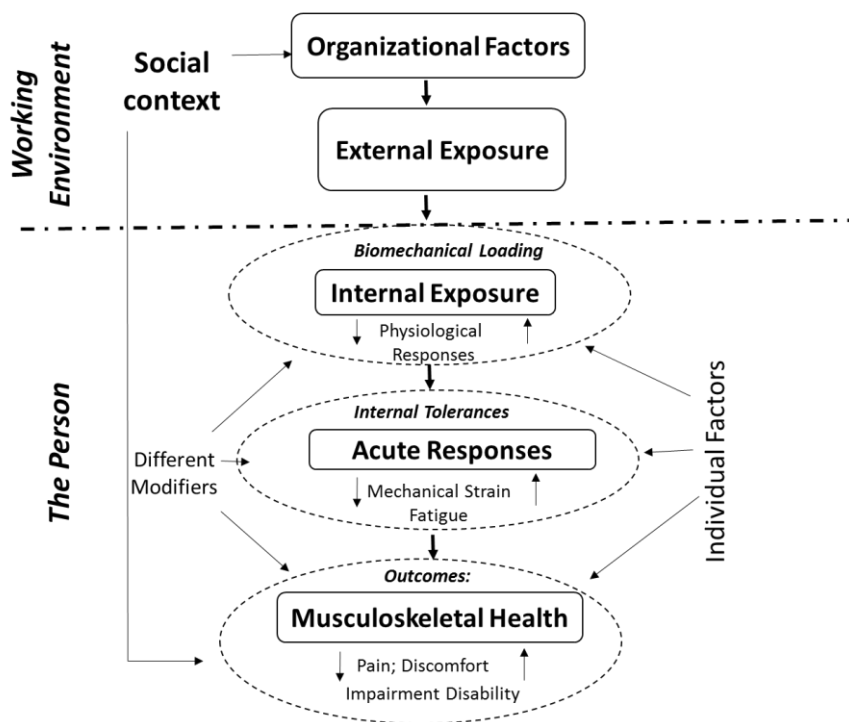 Working
Environment
Social
context
Organizational Factors
External Exposure
The Person
Biomechanical Loading
Internal Exposure
Physiological
Responses
Internal Tolerances
Acute Responses
Mechanical Strain
Fatigue
Different
Modifiers
Individual Factors
Outcomes:
Musculoskeletal Health
Pain; Discomfort
Impairment Disability